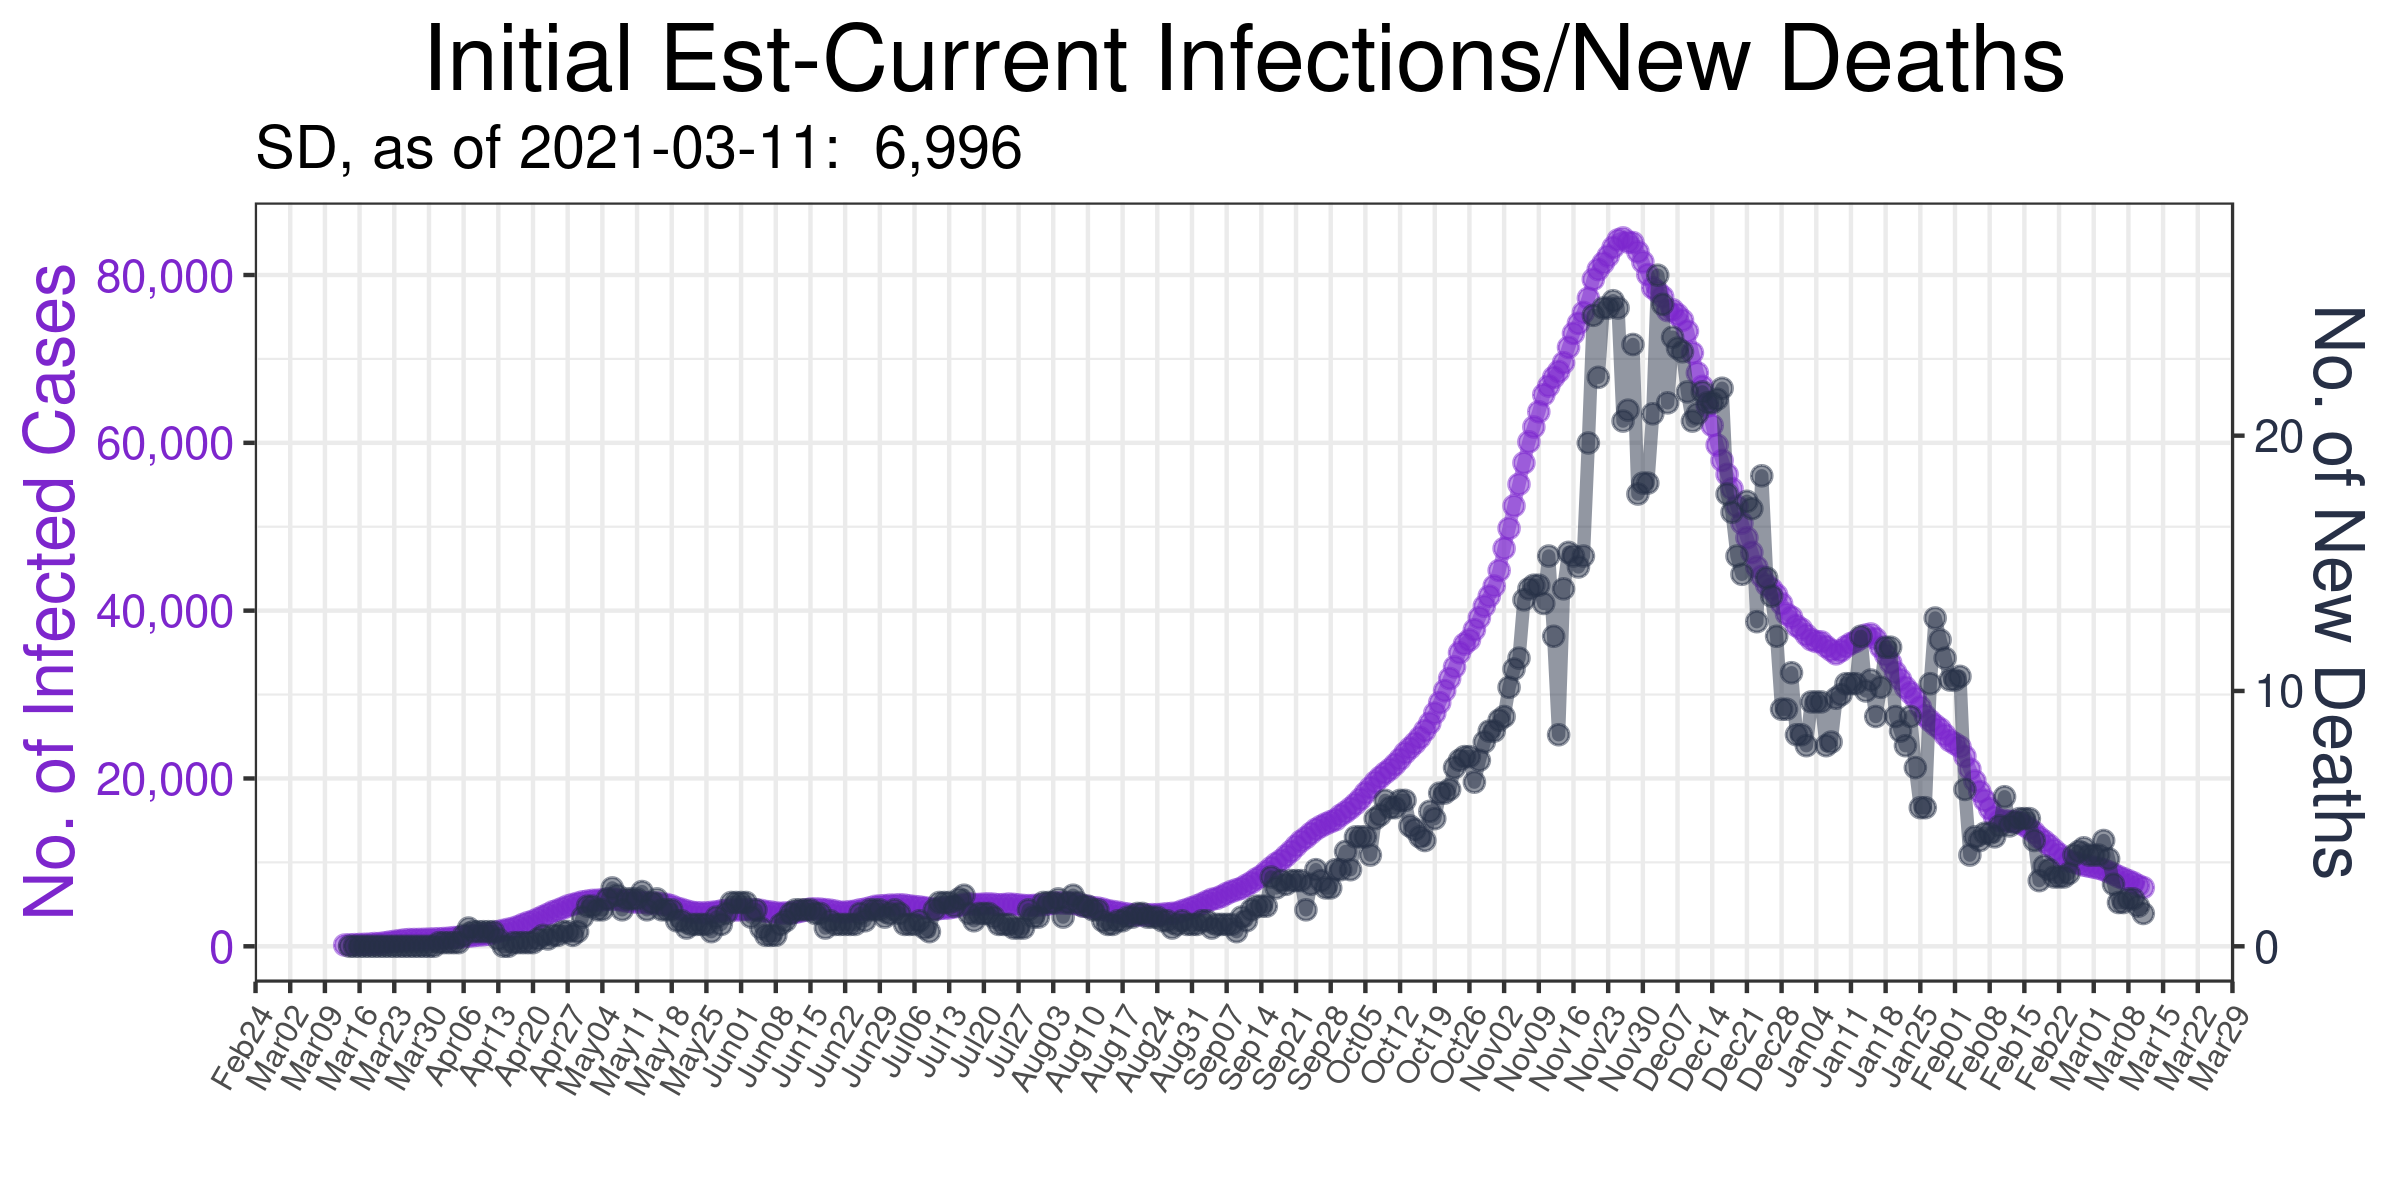 Initial Est-Current Infections/New Deaths
SD, as of 2021-03-11:  6,996
No. of Infected Cases
80,000
60,000
40,000
20,000
0
20
10
0
No. of New Deaths
Feb24
Mar02
Mar09
Mar16
Mar23
Mar30
Apr06
Apr13
Apr20
Apr27
May04
May11
May18
May25
Jun01
Jun08
Jun15
Jun22
Jun29
Jul06
Jul13
Jul20
Jul27
Aug03
Aug10
Aug17
Aug24
Aug31
Sep07
Sep14
Sep21
Sep28
Oct05
Oct12
Oct19
Oct26
Nov02
Nov09
Nov16
Nov23
Nov30
Dec07
Dec14
Dec21
Dec28
Jan04
Jan11
Jan18
Jan25
Feb01
Feb08
Feb15
Feb22
Mar01
Mar08
Mar15
Mar22
Mar29